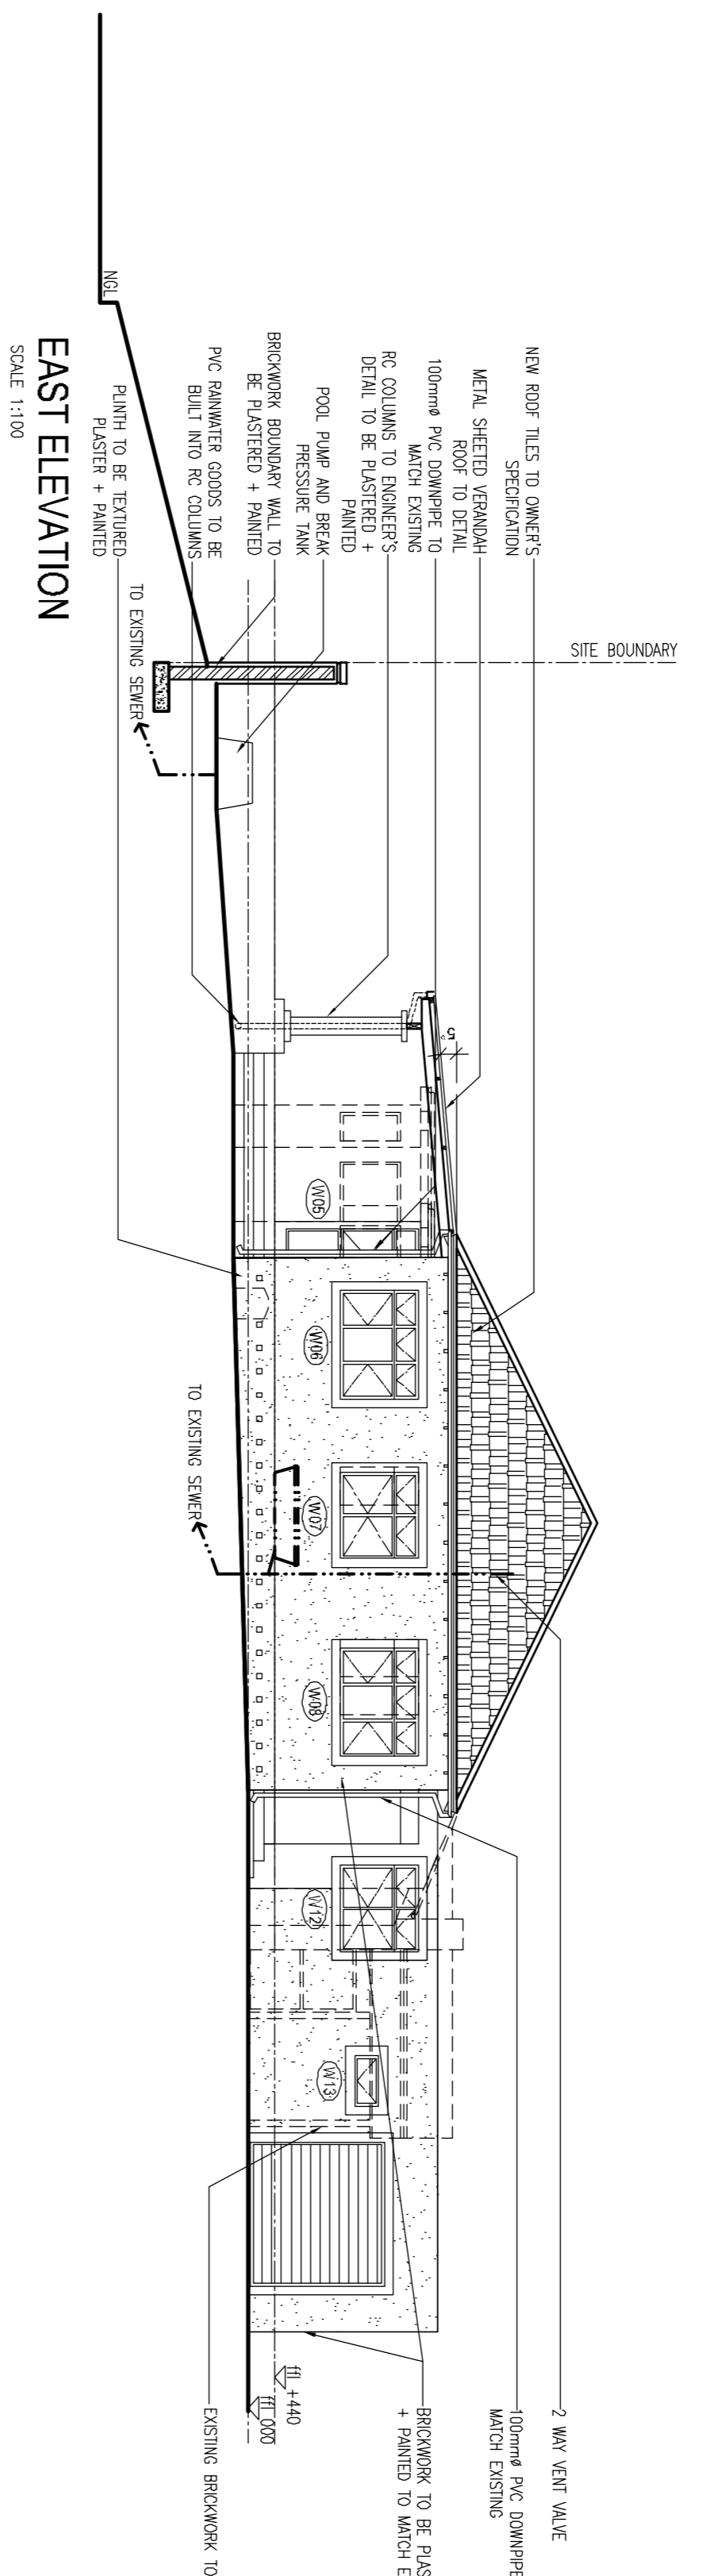 SITE BOUNDARY
NEW ROOF TILES TO OWNER'S
SPECIFICATION
METAL SHEETED VERANDAH
ROOF TO DETAIL
100mmø PVC DOWNPIPE TO
MATCH EXISTING
RC COLUMNS TO ENGINEER'S
DETAIL TO BE PLASTERED +
PAINTED
POOL PUMP AND BREAK
PRESSURE TANK
BRICKWORK BOUNDARY WALL TO
BE PLASTERED + PAINTED
PVC RAINWATER GOODS TO BE
BUILT INTO RC COLUMNS
PLINTH TO BE TEXTURED
PLASTER + PAINTED
NGL
TO EXISTING SEWER
5°
W05
W06
W07
W08
W12
W13
TO EXISTING SEWER
2 WAY VENT VALVE
100mmø PVC DOWNPIPE
MATCH EXISTING
BRICKWORK TO BE PLAS
+ PAINTED TO MATCH E
ffl +440
ffl 000
EXISTING BRICKWORK TO
EAST ELEVATION
SCALE 1:100